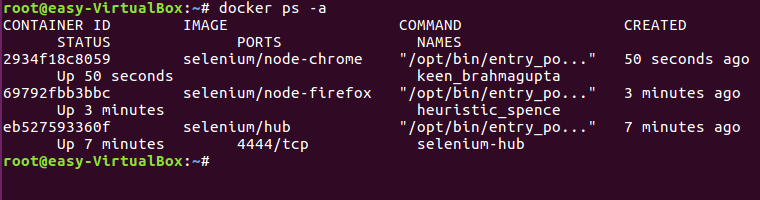 root@easy-VirtualBox:~# docker ps -a
CONTAINER ID        IMAGE                   COMMAND                  CREATED
      STATUS              PORTS               NAMES
2934f18c8059        selenium/node-chrome    "/opt/bin/entry_po..."   50 seconds ago
      Up 50 seconds                           keen_brahmagupta
69792fbb3bbc        selenium/node-firefox   "/opt/bin/entry_po..."   3 minutes ago
      Up 3 minutes                            heuristic_spence
eb527593360f        selenium/hub            "/opt/bin/entry_po..."   7 minutes ago
      Up 7 minutes        4444/tcp            selenium-hub
root@easy-VirtualBox:~#